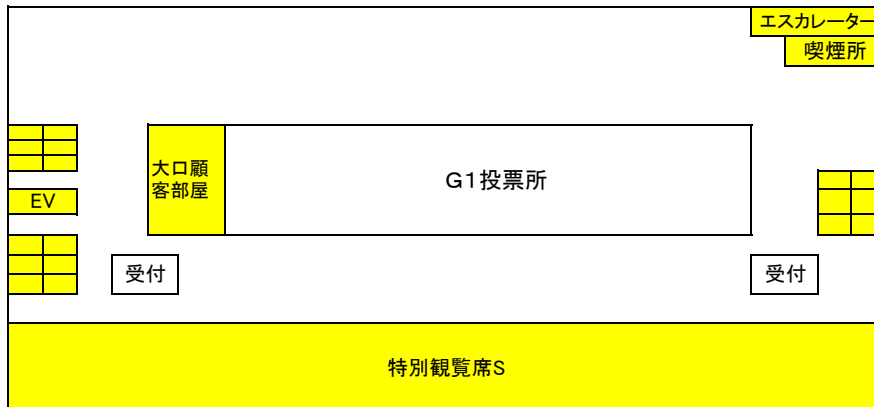 エスカレーター
喫煙所
大口顧
客部屋
G1投票所
EV
受付
受付
特別観覧席S